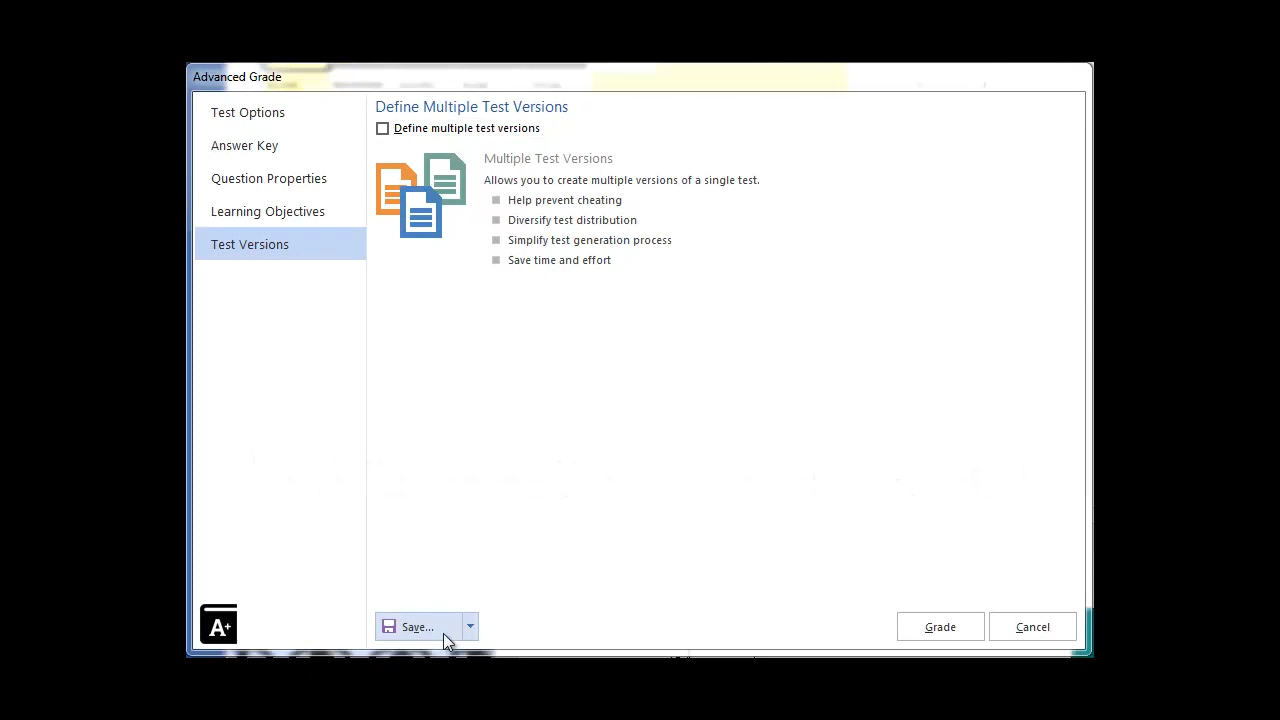 Advanced Grade
Test Options
Answer Key
Question Properties
Learning Objectives
Test Versions
Define Multiple Test Versions
Define multiple test versions
Multiple Test Versions
Allows you to create multiple versions of a single test.
Help prevent cheating
Diversify test distribution
Simplify test generation process
Save time and effort
A+
Save...
Grade
Cancel